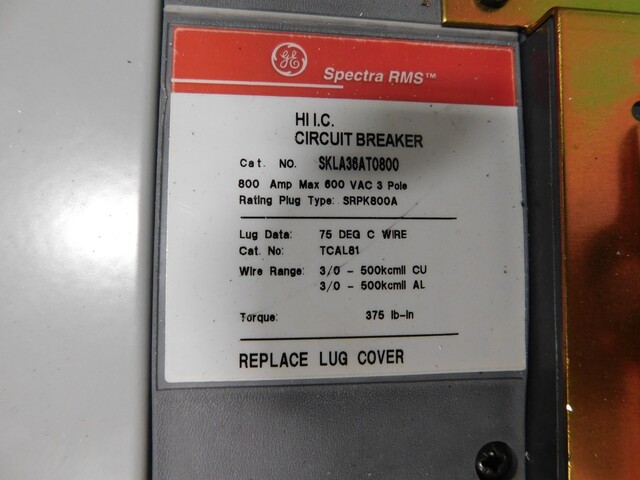 GE Spectra RMS™
HI I.C.
CIRCUIT BREAKER
Cat. NO. SKLA36AT0800
800 Amp Max 600 VAC 3 Pole
Rating Plug Type: SRPK800A
Lug Data: 75 DEG C WIRE
Cat. No: TCAL81
Wire Range: 3/0 - 500kcmil CU
3/0 - 500kcmil AL
Torque: 375 lb-in
REPLACE LUG COVER